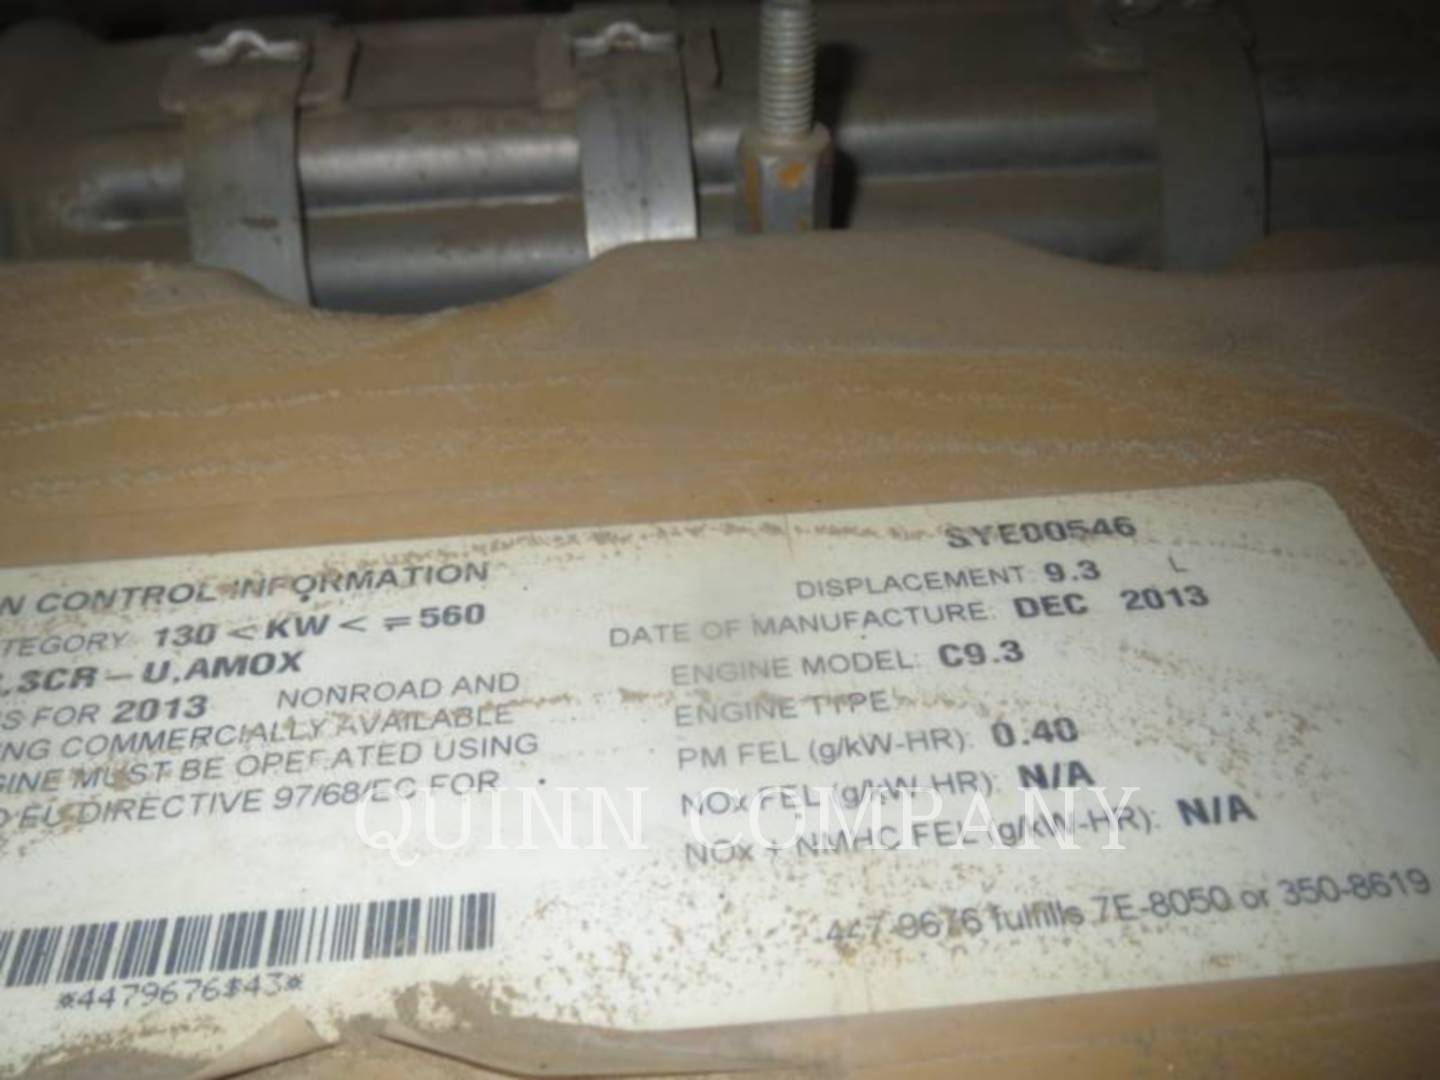 SYE00546
N CONTROL INFORMATION
TEGORY: 130 < KW < = 560
,SCR - U,AMOX
S FOR 2013 NONROAD AND
NG COMMERCIALLY AVAILABLE
GINE MUST BE OPERATED USING
D EU DIRECTIVE 97/68/EC FOR
DISPLACEMENT: 9.3 L
DATE OF MANUFACTURE: DEC 2013
ENGINE MODEL: C9.3
ENGINE TYPE:
PM FEL (g/kW-HR): 0.40
NOx FEL (g/kW-HR): N/A
NOx + NMHC FEL (g/kW-HR): N/A
447-9676 fulfills 7E-8050 or 350-8619
*4479676$43*
QUINN COMPANY